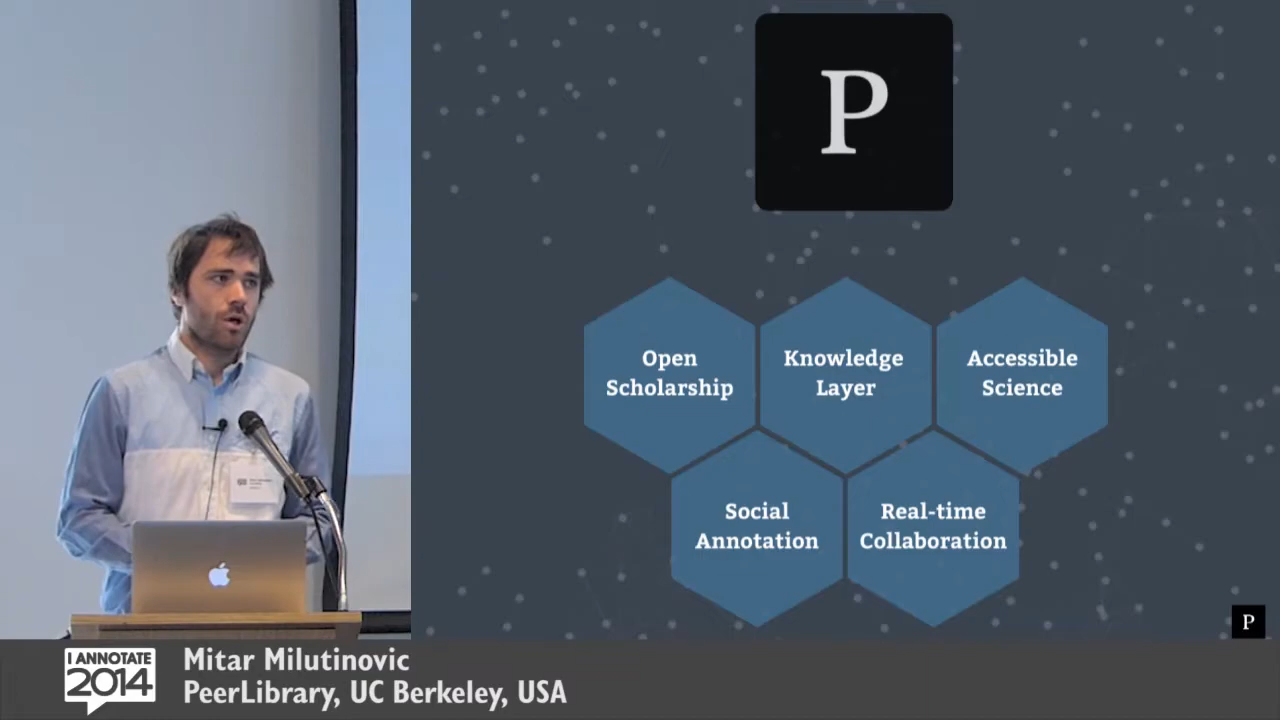 P
Open
Scholarship
Knowledge
Layer
Accessible
Science
Social
Annotation
Real-time
Collaboration
P
I ANNOTATE
2014
Mitar Milutinovic
PeerLibrary, UC Berkeley, USA